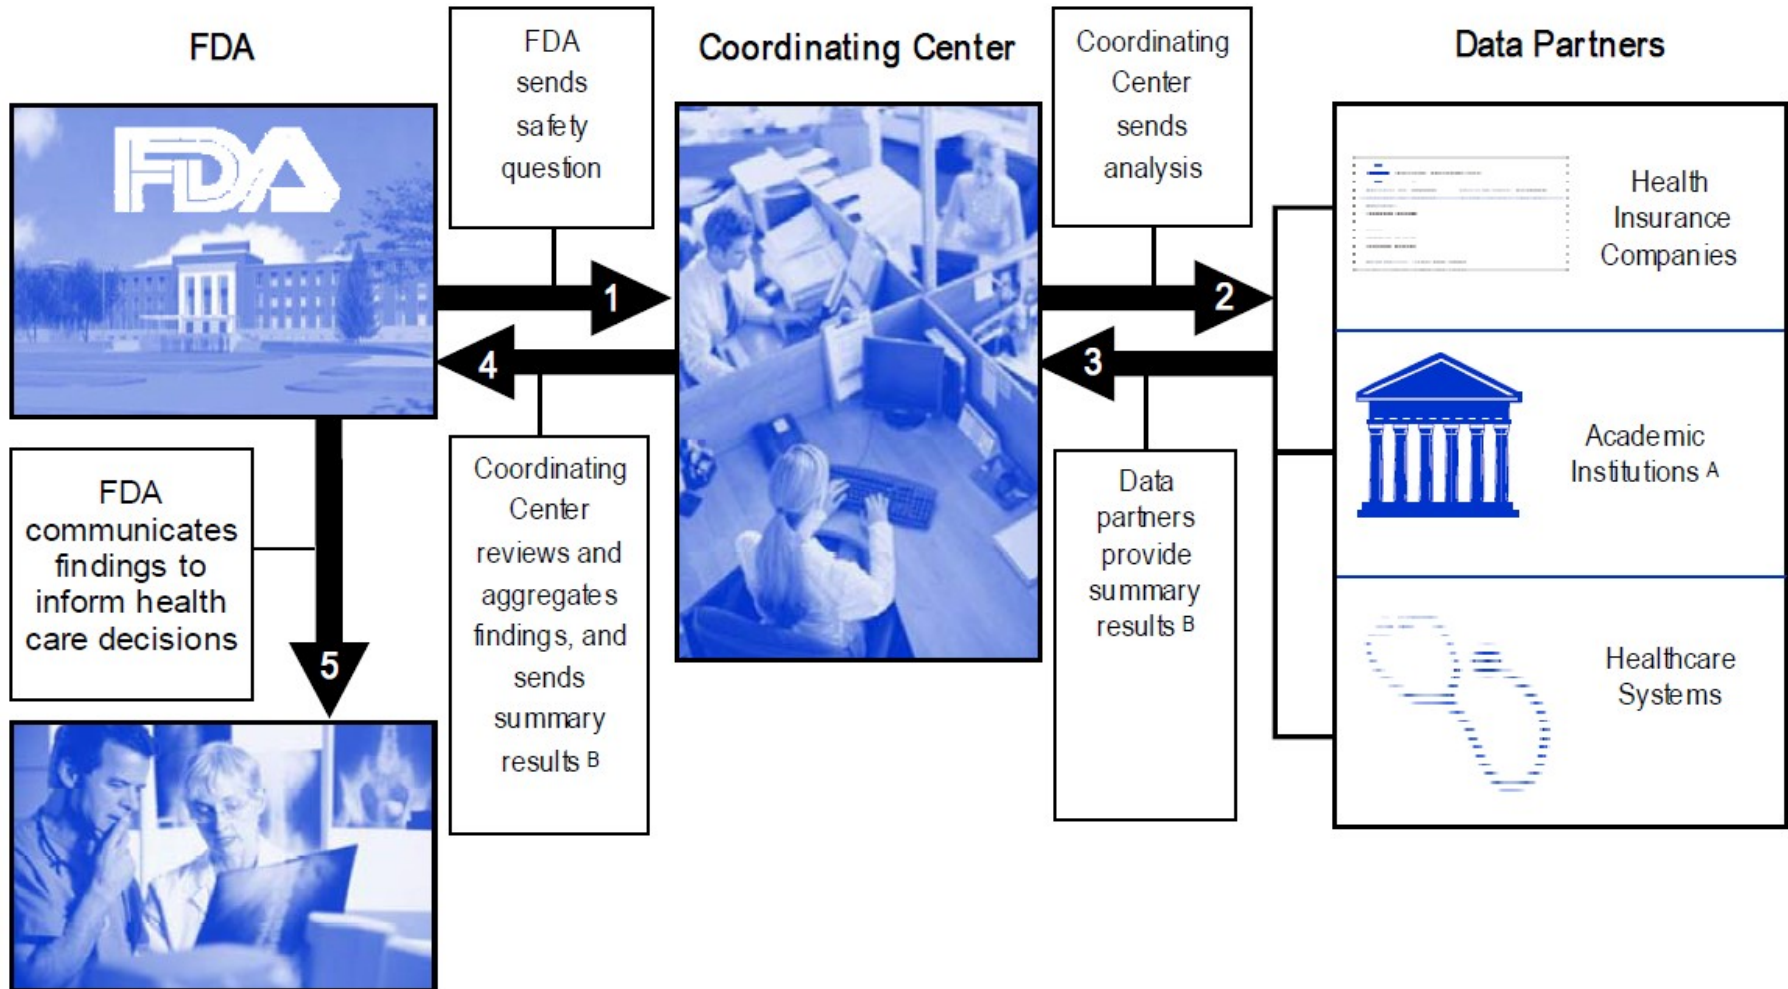 FDA
FDA
sends
safety
question
Coordinating Center
Coordinating
Center
sends
analysis
Data Partners
FDA
1
2
4
3
Health
Insurance
Companies
Academic
Institutions A
Healthcare
Systems
FDA
communicates
findings to
inform health
care decisions
5
Coordinating
Center
reviews and
aggregates
findings, and
sends
summary
results B
Data
partners
provide
summary
results B